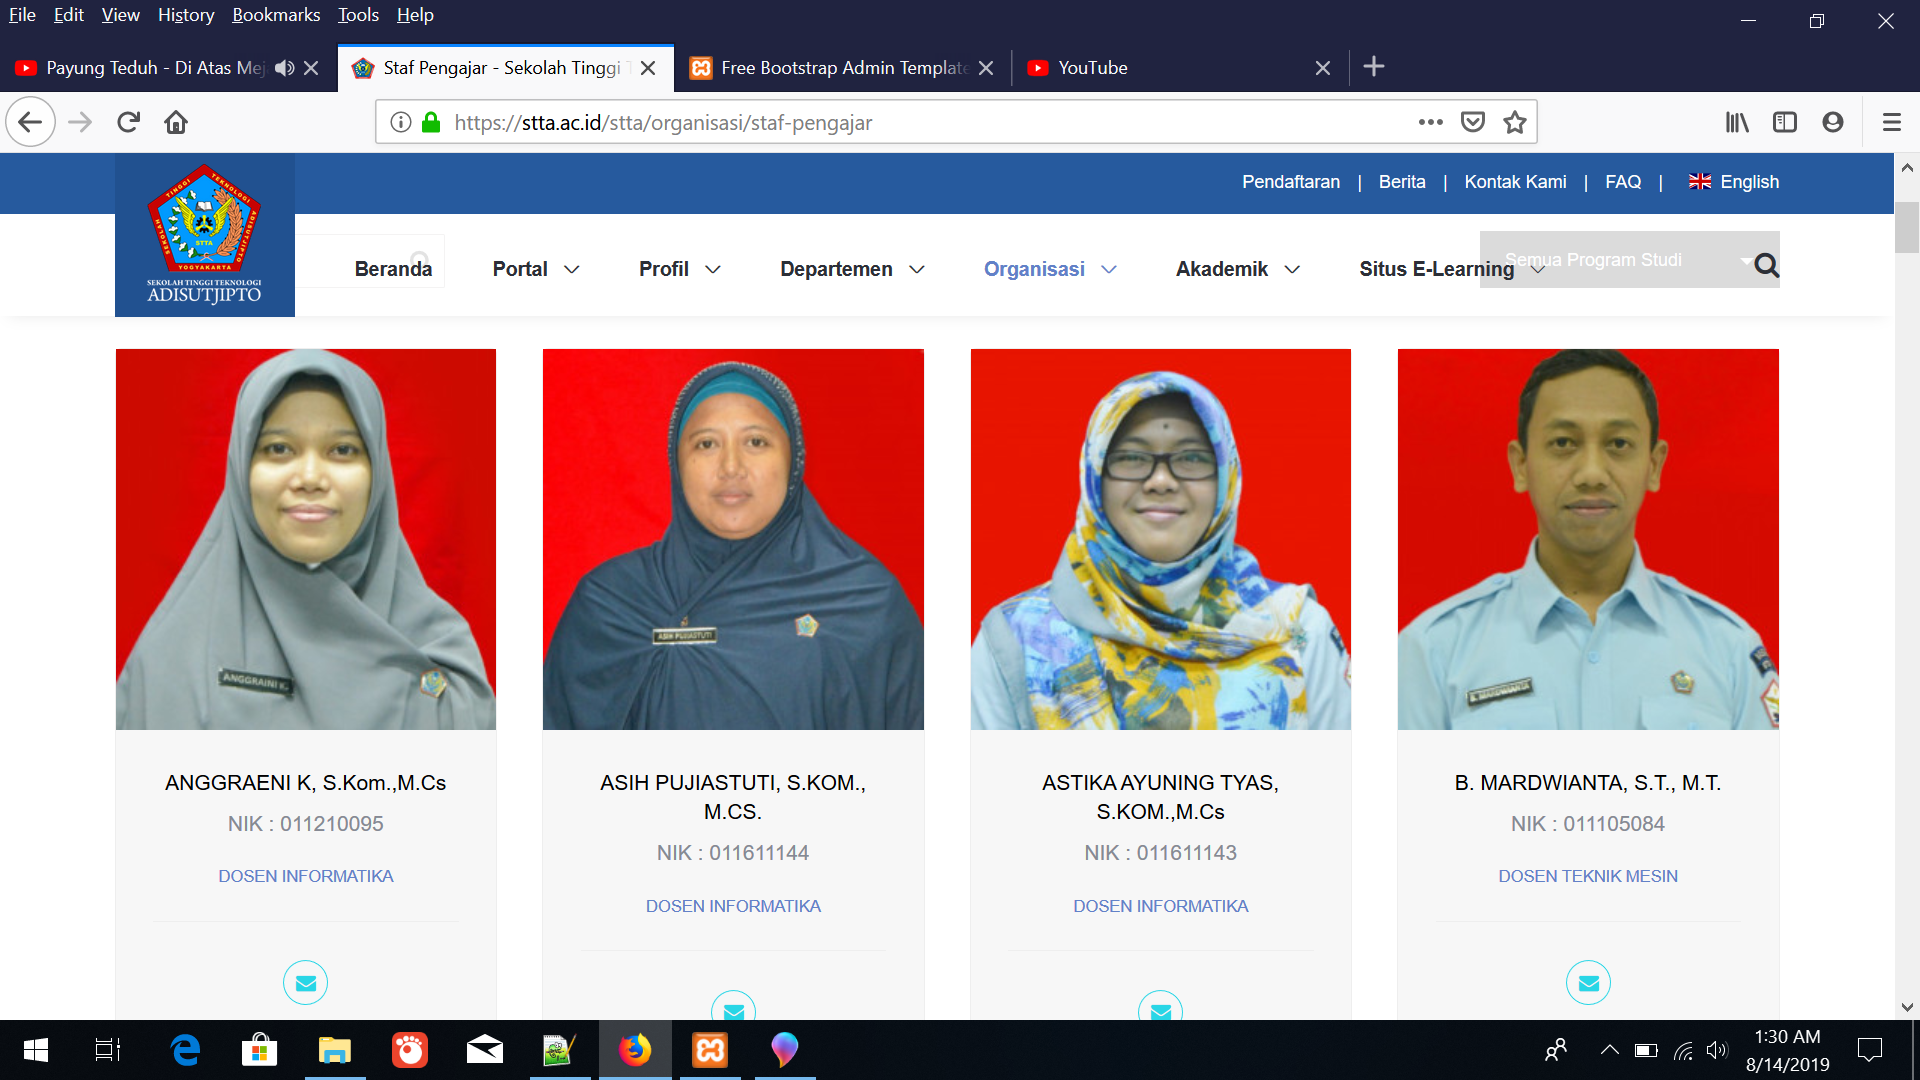 File Edit View History Bookmarks Tools Help
Payung Teduh - Di Atas Mej
Staf Pengajar - Sekolah Tinggi T
Free Bootstrap Admin Template
YouTube
https://stta.ac.id/stta/organisasi/staf-pengajar
Pendaftaran | Berita | Kontak Kami | FAQ | English
SEKOLAH TINGGI TEKNOLOGI ADISUTJIPTO
STTA
YOGYAKARTA
SEKOLAH TINGGI TEKNOLOGI
ADISUTJIPTO
Beranda Portal Profil Departemen Organisasi Akademik Situs E-Learning
Semua Program Studi
ANGGRAINI K.
ASIH PUJIASTUTI
ANGGRAENI K, S.Kom.,M.Cs
NIK : 011210095
DOSEN INFORMATIKA
ASIH PUJIASTUTI, S.KOM.,
M.CS.
NIK : 011611144
DOSEN INFORMATIKA
ASTIKA AYUNING TYAS,
S.KOM.,M.Cs
NIK : 011611143
DOSEN INFORMATIKA
B. MARDWIANTA, S.T., M.T.
NIK : 011105084
DOSEN TEKNIK MESIN
1:30 AM
8/14/2019